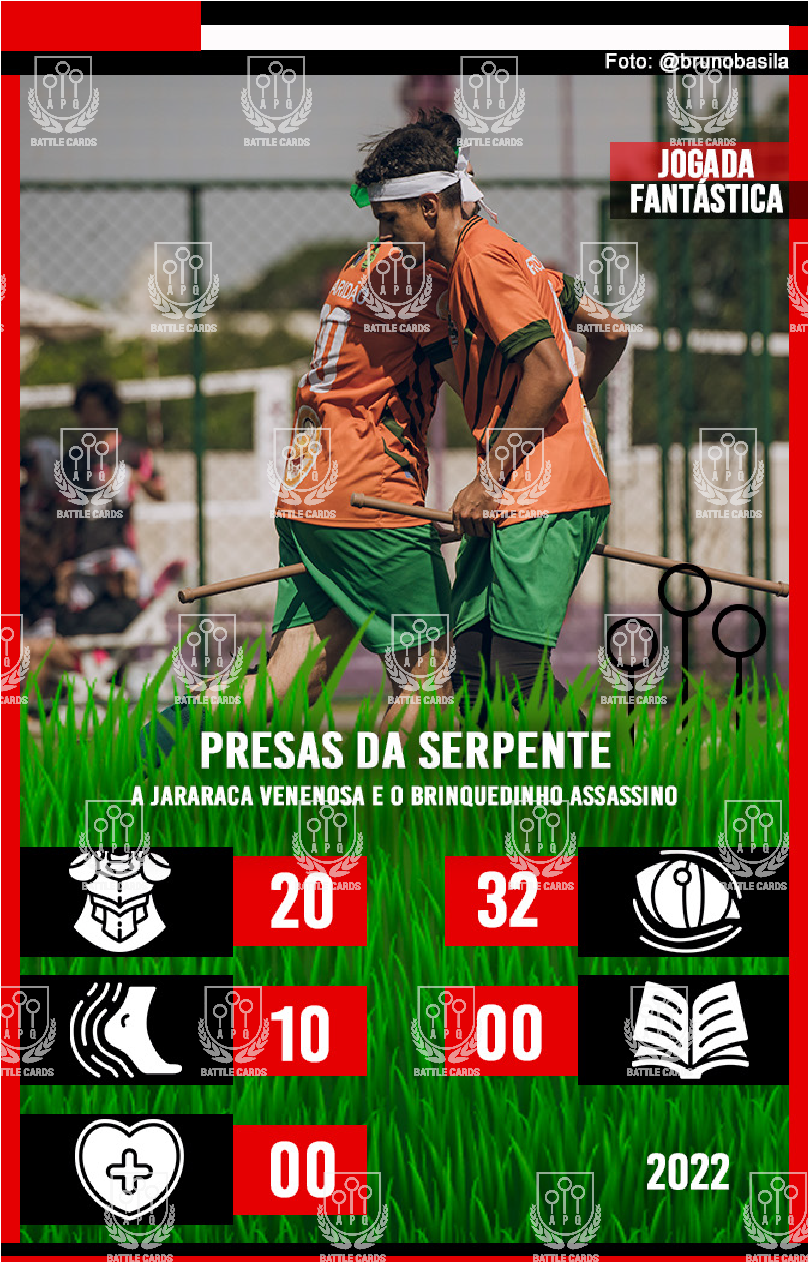 Foto: @brunobasila
JOGADA
FANTÁSTICA
PRESAS DA SERPENTE
A JARARACA VENENOSA E O BRINQUEDINHO ASSASSINO
20
32
10
00
00
2022
APQ
BATTLE CARDS